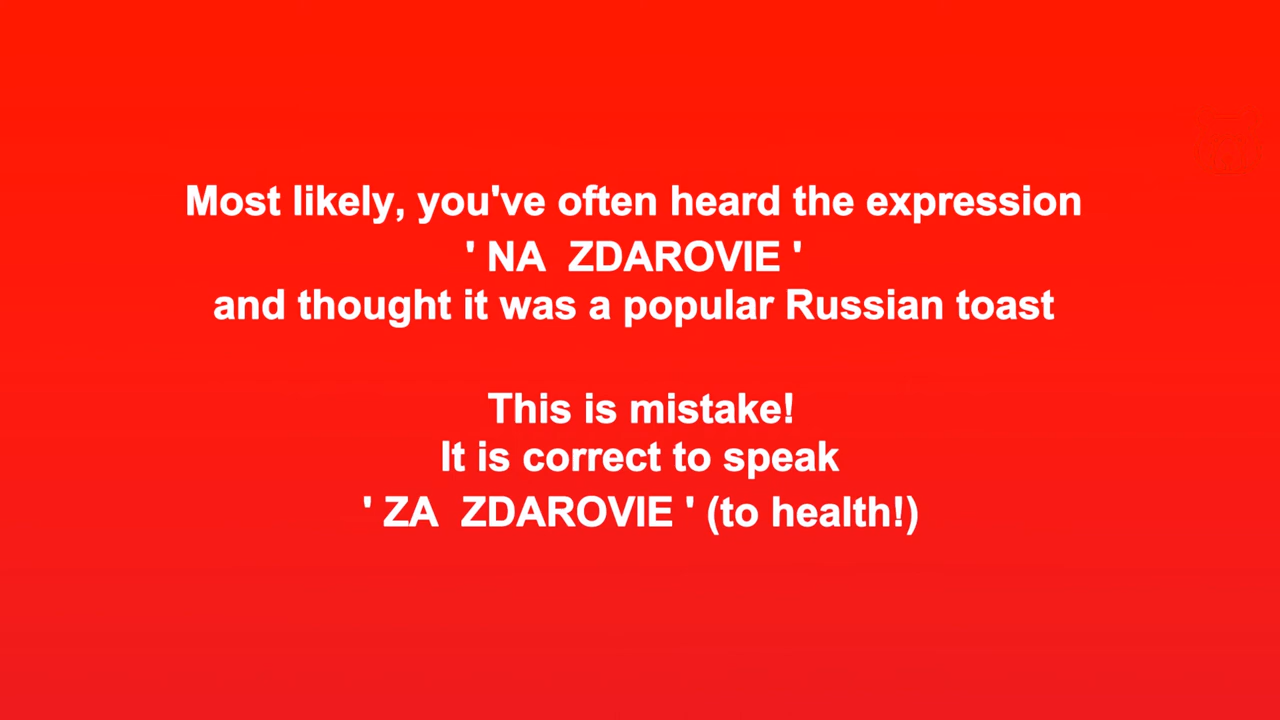 Most likely, you've often heard the expression
' NA ZDAROVIE '
and thought it was a popular Russian toast
This is mistake!
It is correct to speak
' ZA ZDAROVIE ' (to health!)